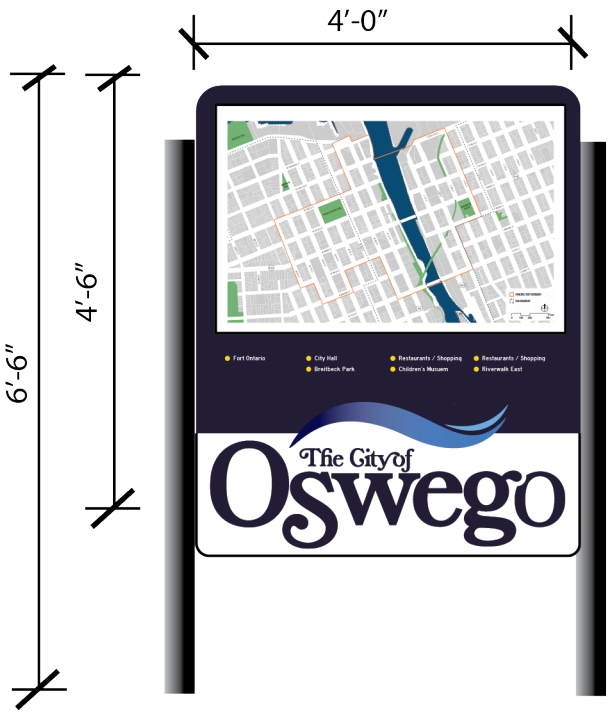 4'-0"
4'-6"
6'-6"
Fort Ontario
City Hall
Breitbeck Park
Restaurants / Shopping
Children's Musuem
Restaurants / Shopping
Riverwalk East
The City of
Oswego